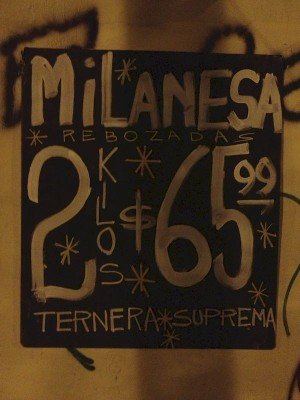 MiLANESA
REBOZADAS
2 KILOS $65.99
TERNERA * SUPREMA